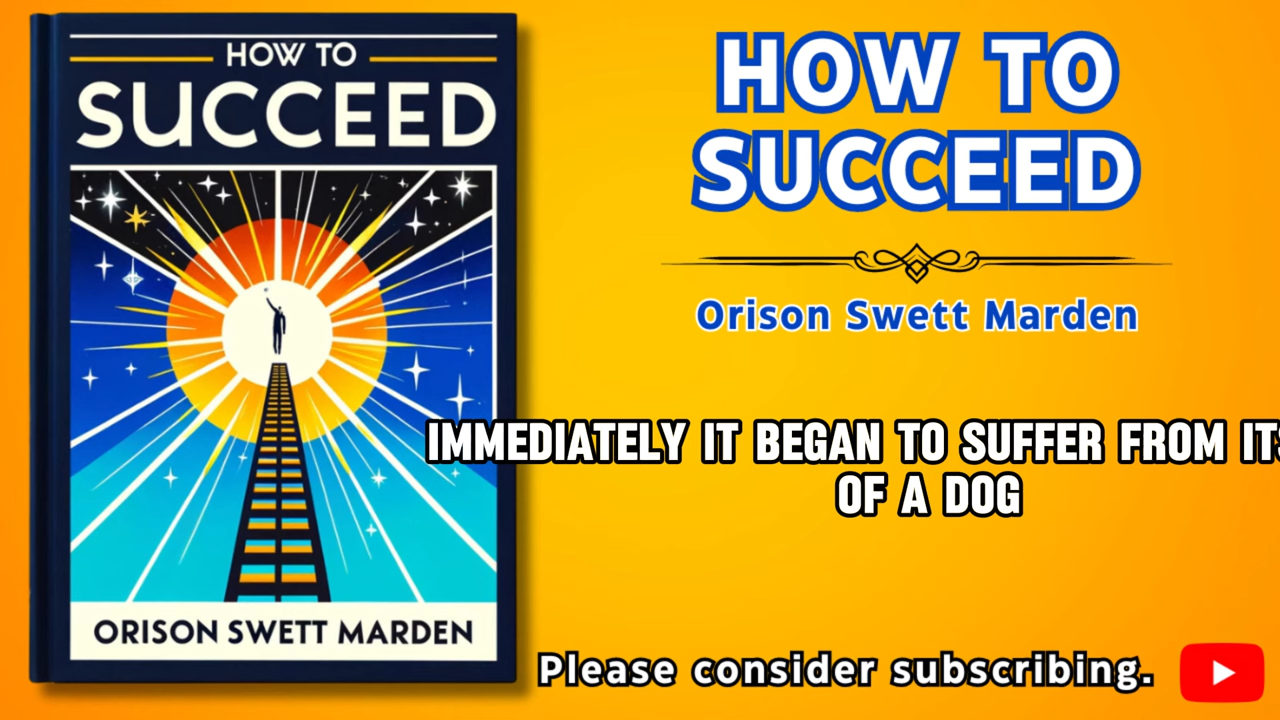 HOW TO
SUCCEED
ORISON SWETT MARDEN
HOW TO
SUCCEED
Orison Swett Marden
IMMEDIATELY IT BEGAN TO SUFFER FROM
OF A DOG
Please consider subscribing.